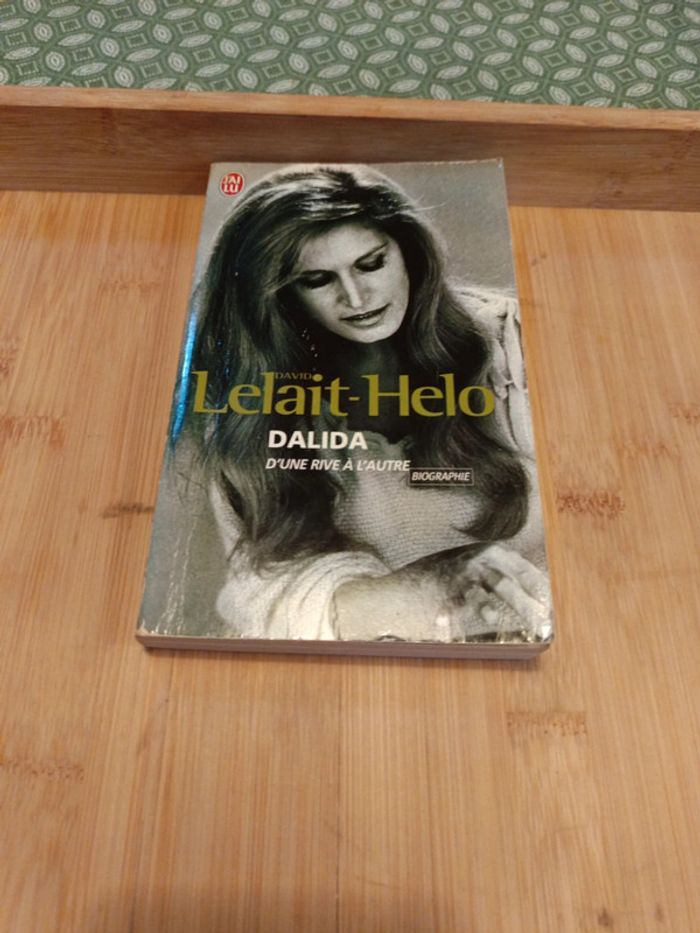 J'AI
LU
DAVID
Lelait-Helo
DALIDA
D'UNE RIVE À L'AUTRE
BIOGRAPHIE